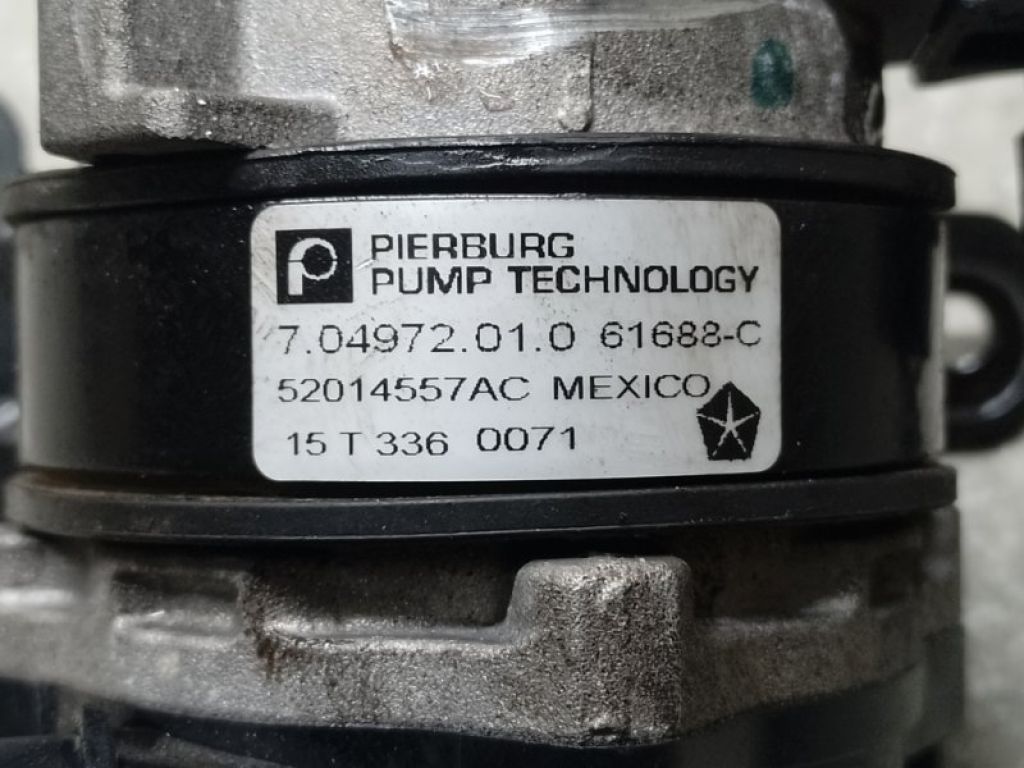 PIERBURG
PUMP TECHNOLOGY
7.04972.01.0 61688-C
52014557AC MEXICO
15 T 336 0071